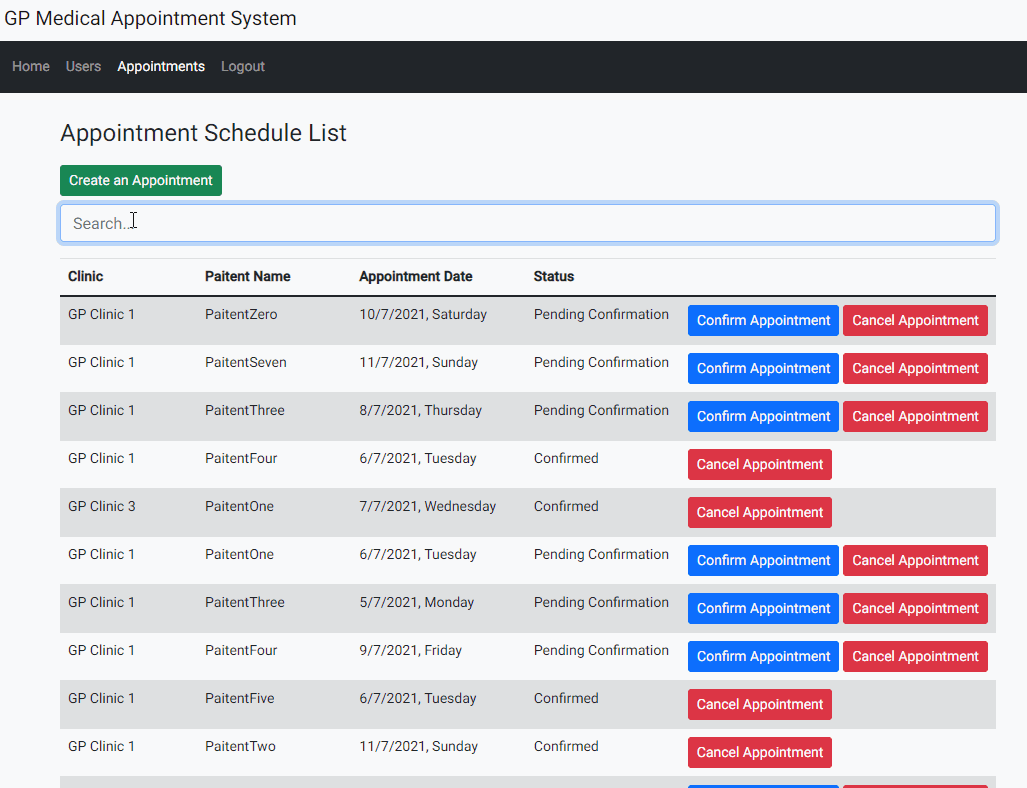 GP Medical Appointment System
Home Users Appointments Logout
Appointment Schedule List
Create an Appointment
Search...
Clinic Paitent Name Appointment Date Status
GP Clinic 1 PaitentZero 10/7/2021, Saturday Pending Confirmation Confirm Appointment Cancel Appointment
GP Clinic 1 PaitentSeven 11/7/2021, Sunday Pending Confirmation Confirm Appointment Cancel Appointment
GP Clinic 1 PaitentThree 8/7/2021, Thursday Pending Confirmation Confirm Appointment Cancel Appointment
GP Clinic 1 PaitentFour 6/7/2021, Tuesday Confirmed Cancel Appointment
GP Clinic 3 PaitentOne 7/7/2021, Wednesday Confirmed Cancel Appointment
GP Clinic 1 PaitentOne 6/7/2021, Tuesday Pending Confirmation Confirm Appointment Cancel Appointment
GP Clinic 1 PaitentThree 5/7/2021, Monday Pending Confirmation Confirm Appointment Cancel Appointment
GP Clinic 1 PaitentFour 9/7/2021, Friday Pending Confirmation Confirm Appointment Cancel Appointment
GP Clinic 1 PaitentFive 6/7/2021, Tuesday Confirmed Cancel Appointment
GP Clinic 1 PaitentTwo 11/7/2021, Sunday Confirmed Cancel Appointment